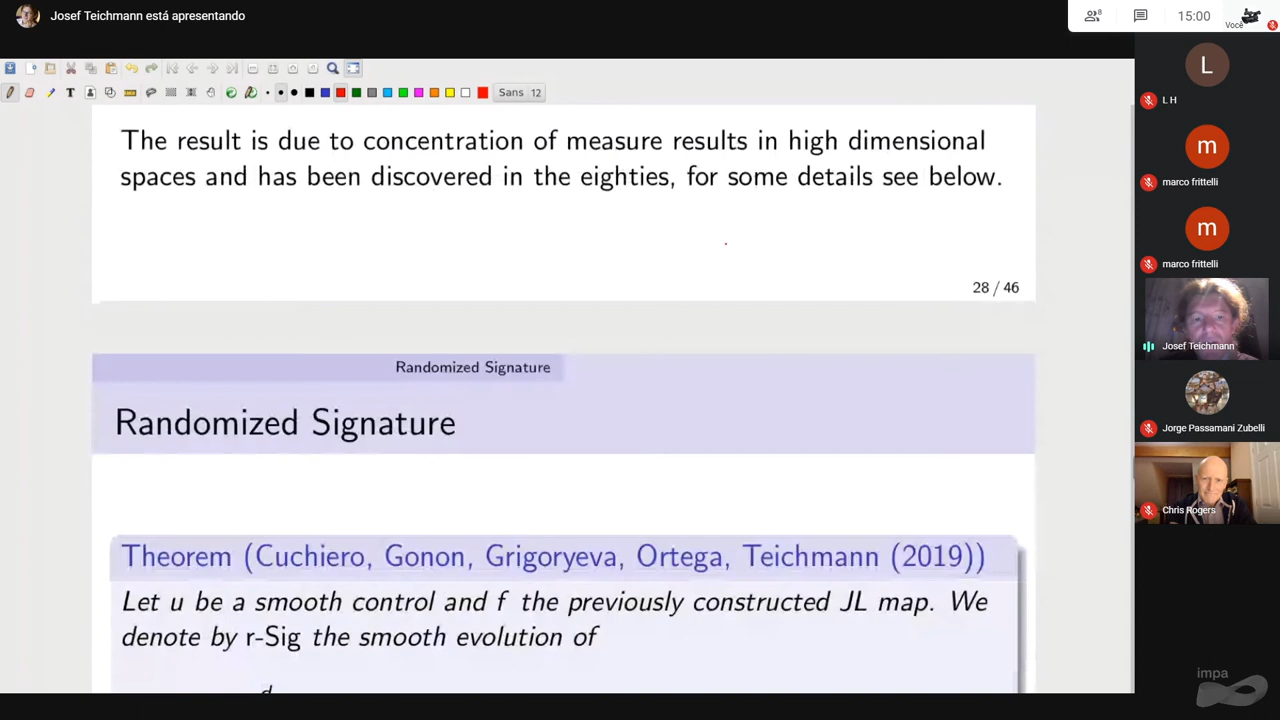 Josef Teichmann está apresentando
8
15:00
Você
Sans 12
The result is due to concentration of measure results in high dimensional
spaces and has been discovered in the eighties, for some details see below.
28 / 46
Randomized Signature
Randomized Signature
Theorem (Cuchiero, Gonon, Grigoryeva, Ortega, Teichmann (2019))
Let u be a smooth control and f the previously constructed JL map. We
denote by r-Sig the smooth evolution of
d
L
L H
m
marco frittelli
m
marco frittelli
Josef Teichmann
Jorge Passamani Zubelli
Chris Rogers
impa